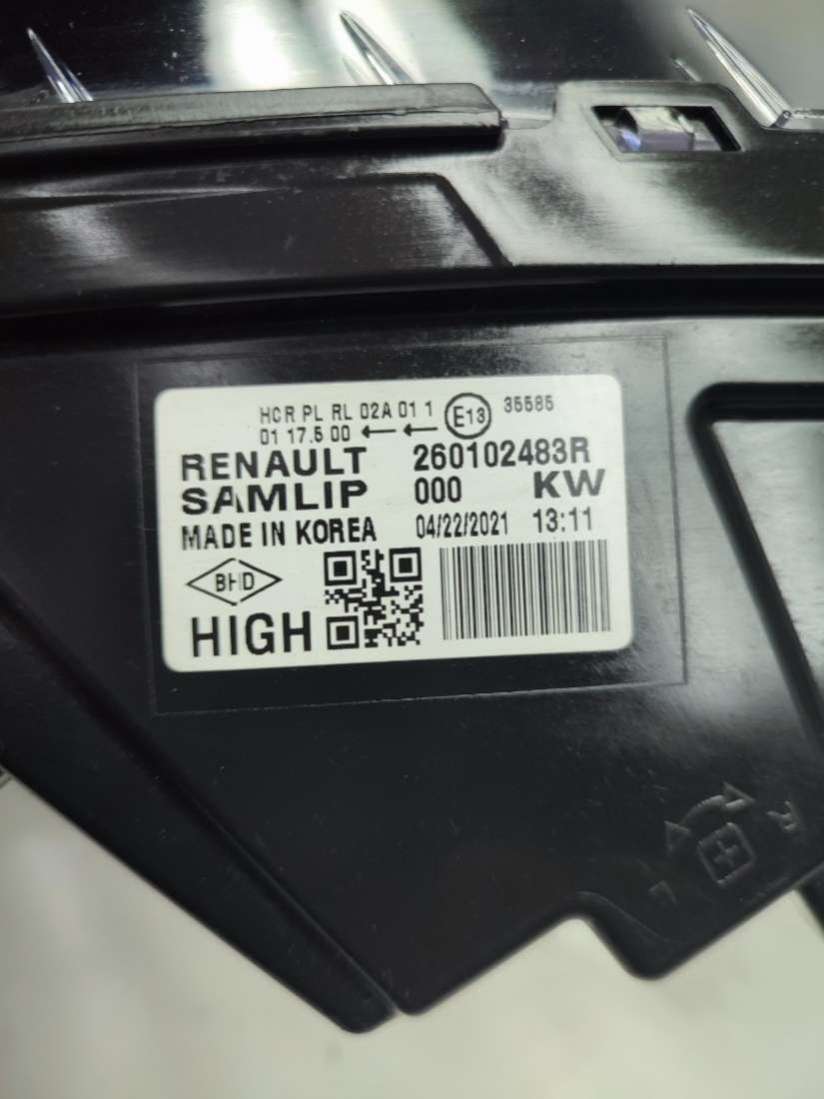 HCR PL RL 02A 01 1 E13 35585
01 17.5 00
RENAULT 260102483R
SAMLIP 000 KW
MADE IN KOREA 04/22/2021 13:11
BHD
HIGH
R
L